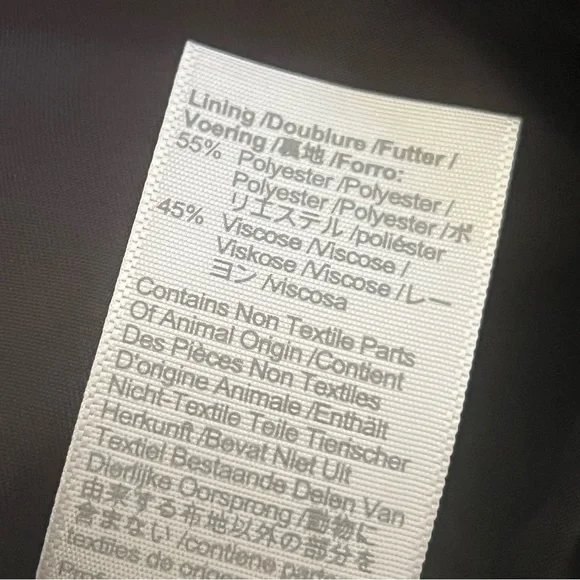 Lining /Doublure /Futter /
Voering /裏地 /Forro:
55% Polyester /Polyester /
Polyester /Polyester /ポ
リエステル /poliéster
45% Viscose /Viscose /
Viskose /Viscose /レー
ヨン /viscosa
Contains Non Textile Parts
Of Animal Origin /Contient
Des Pièces Non Textiles
D'origine Animale /Enthält
Nicht-Textile Teile Tierischer
Herkunft /Bevat Niet Uit
Textiel Bestaande Delen Van
Dierlijke Oorsprong /動物に
由来する布地以外の部分を
含まない /contiene part
textiles de orig